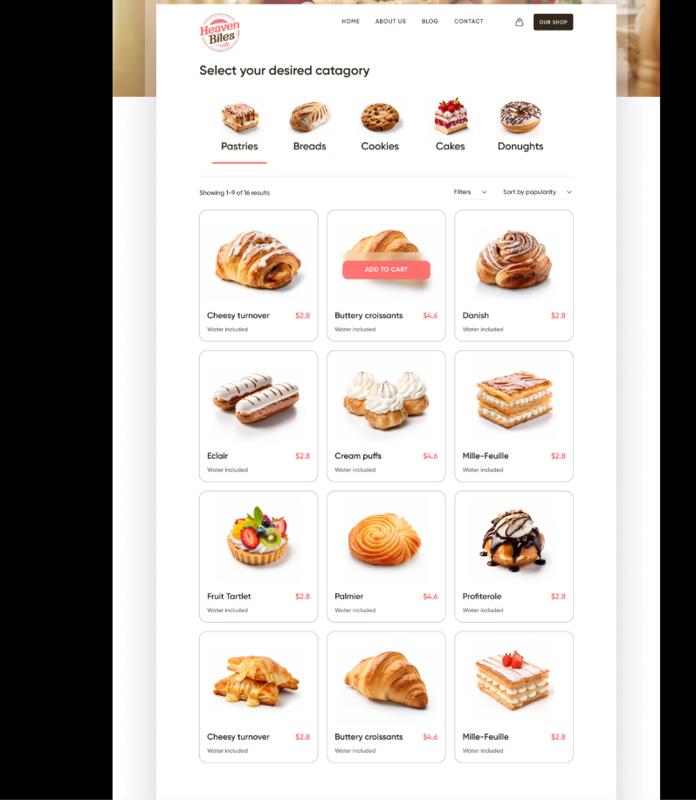 Heaven
Bites
HOME ABOUT US BLOG CONTACT OUR SHOP
Select your desired catagory
Pastries Breads Cookies Cakes Donughts
Showing 1-9 of 16 results Filters Sort by popularity
ADD TO CART
Cheesy turnover $2.8 Buttery croissants $4.6 Danish $2.8
Water included Water included Water included
Eclair $2.8 Cream puffs $4.6 Mille-Feuille $2.8
Water included Water included Water included
Fruit Tartlet $2.8 Palmier $4.6 Profiterole $2.8
Water included Water included Water included
Cheesy turnover $2.8 Buttery croissants $4.6 Mille-Feuille $2.8
Water included Water included Water included